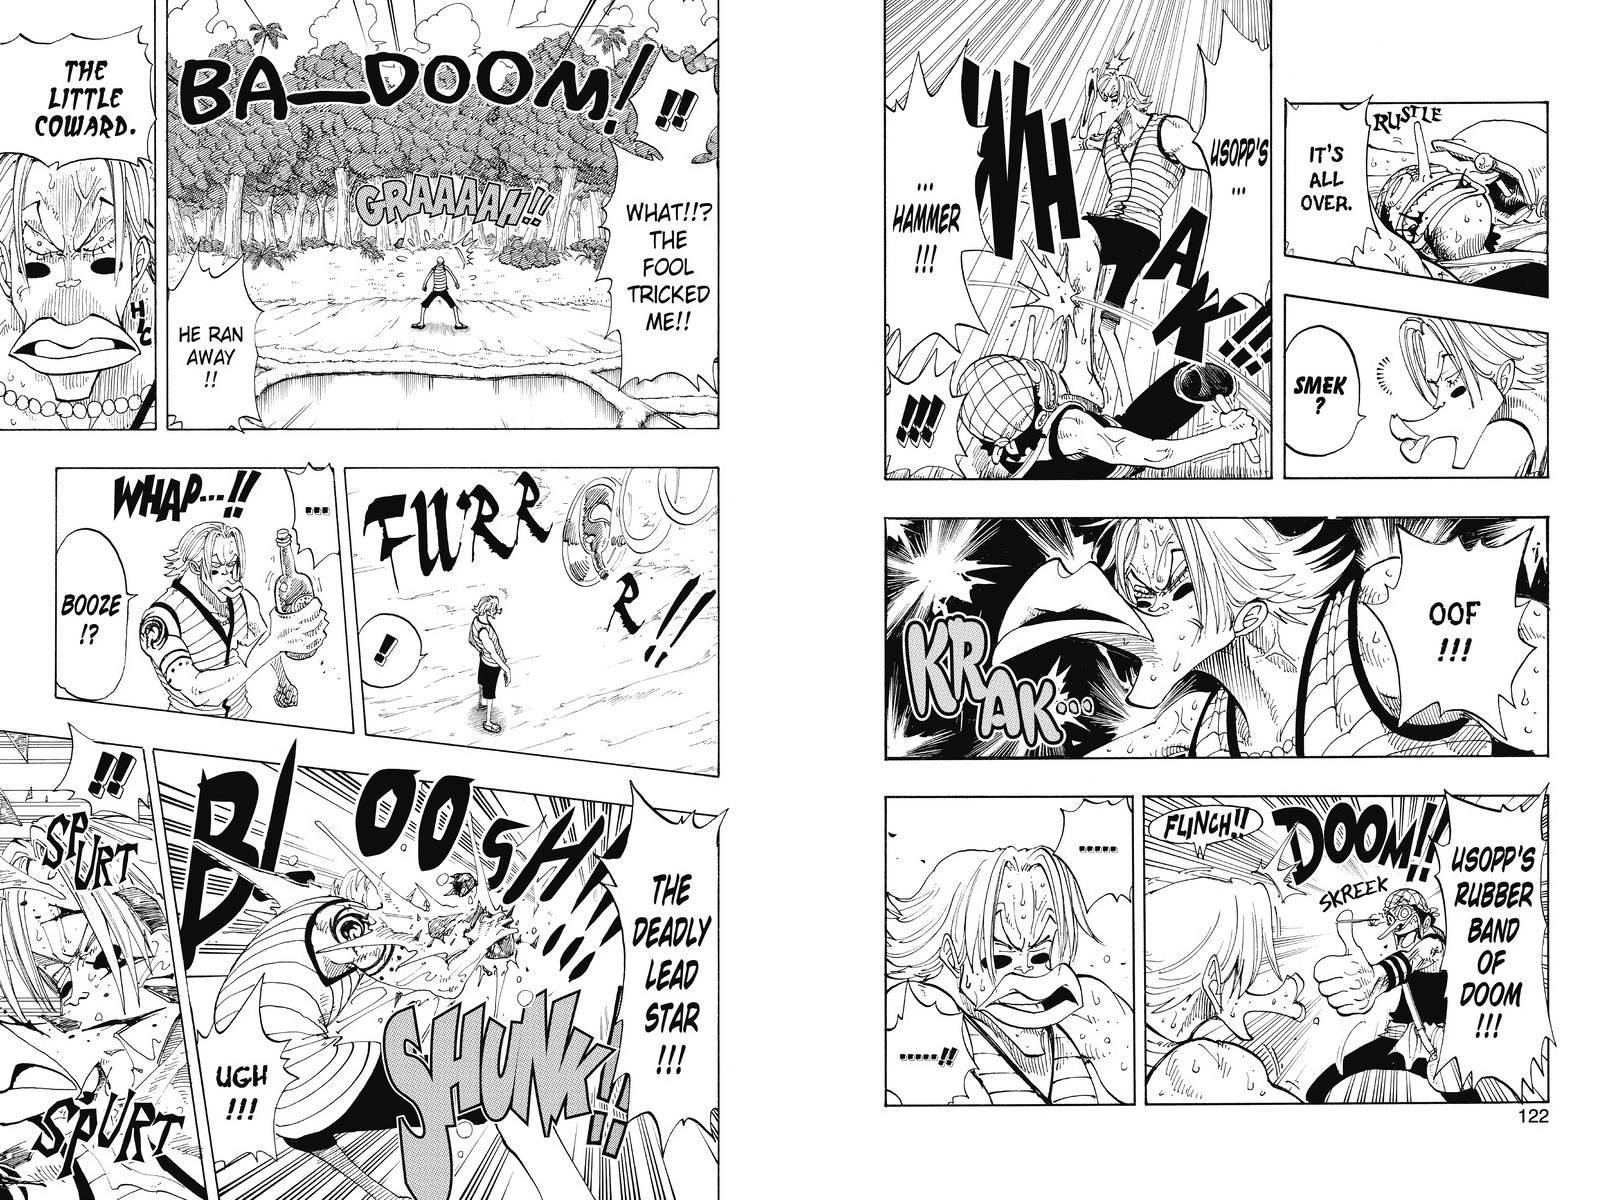 RUSTLE
IT'S
ALL
OVER.
SMEK
?
USOPP'S
...
WHAK!!!
...
HAMMER
!!!
!!!
OOF
!!!
KRAK...
USOPP'S
RUBBER
BAND
OF
DOOM
!!!
DOOM!!
SKREEK
FLINCH!!
.....
.....!!
122
!!
BA—DOOM!
WHAT!!?
THE
FOOL
TRICKED
ME!!
GRAAAAH!!
HE RAN
AWAY
!!
THE
LITTLE
COWARD.
HIC
FWRRR!!
!
...
WHAP...!!
BOOZE
!?
THE
DEADLY
LEAD
STAR
!!!
BLOOSH!!
SHUNK!!
UGH
!!!
!!
SPURT
SPURT